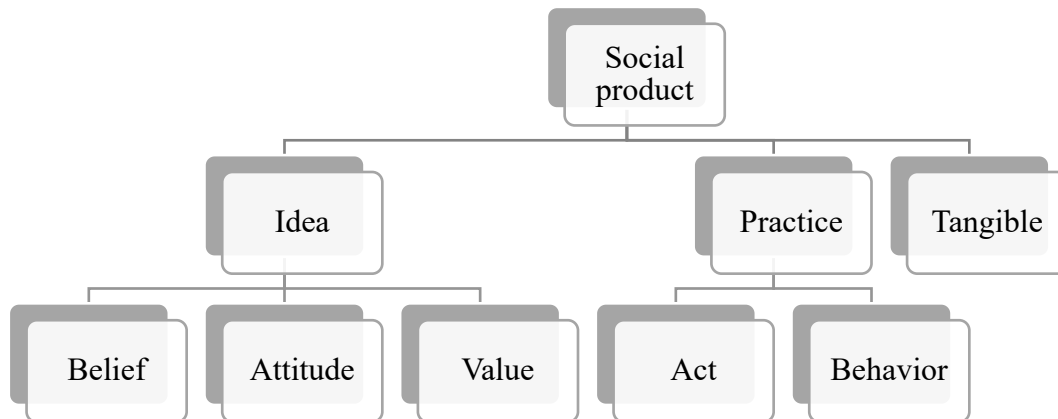 Social
product
Idea
Practice
Tangible
Belief
Attitude
Value
Act
Behavior